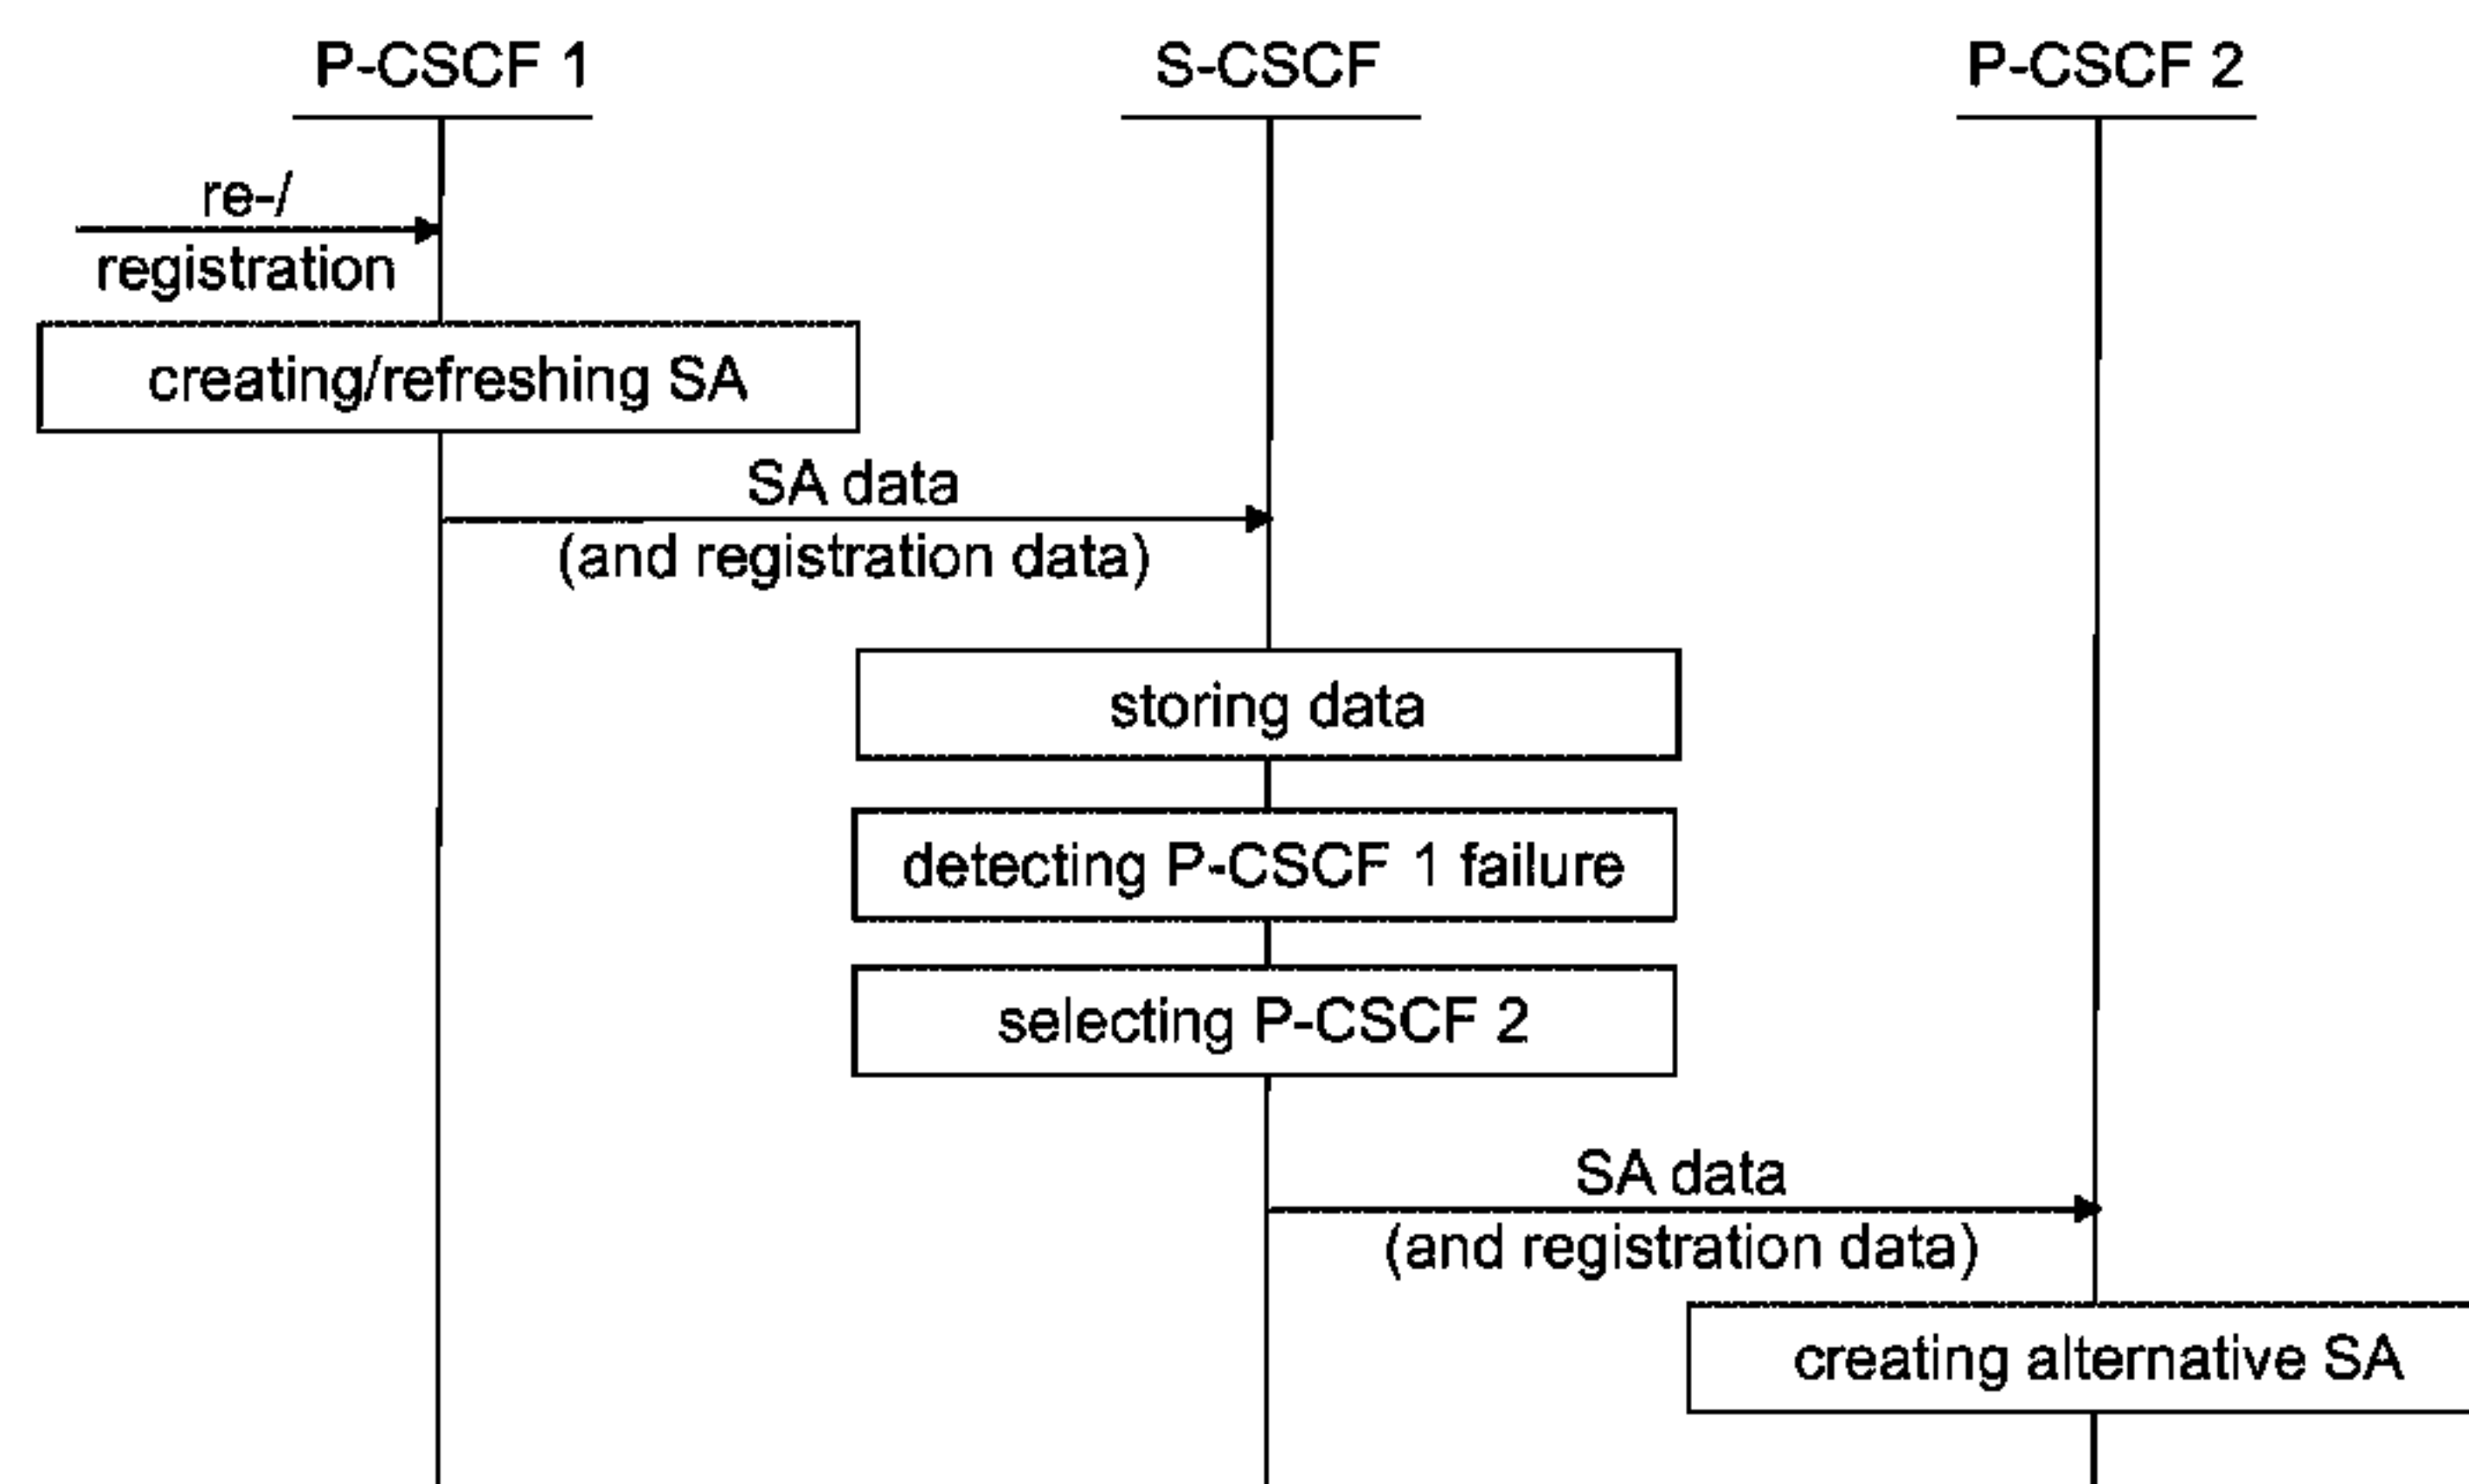 P-CSCF 1
S-CSCF
P-CSCF 2
re-/
registration
creating/refreshing SA
SA data
(and registration data)
storing data
detecting P-CSCF 1 failure
selecting P-CSCF 2
SA data
(and registration data)
creating alternative SA